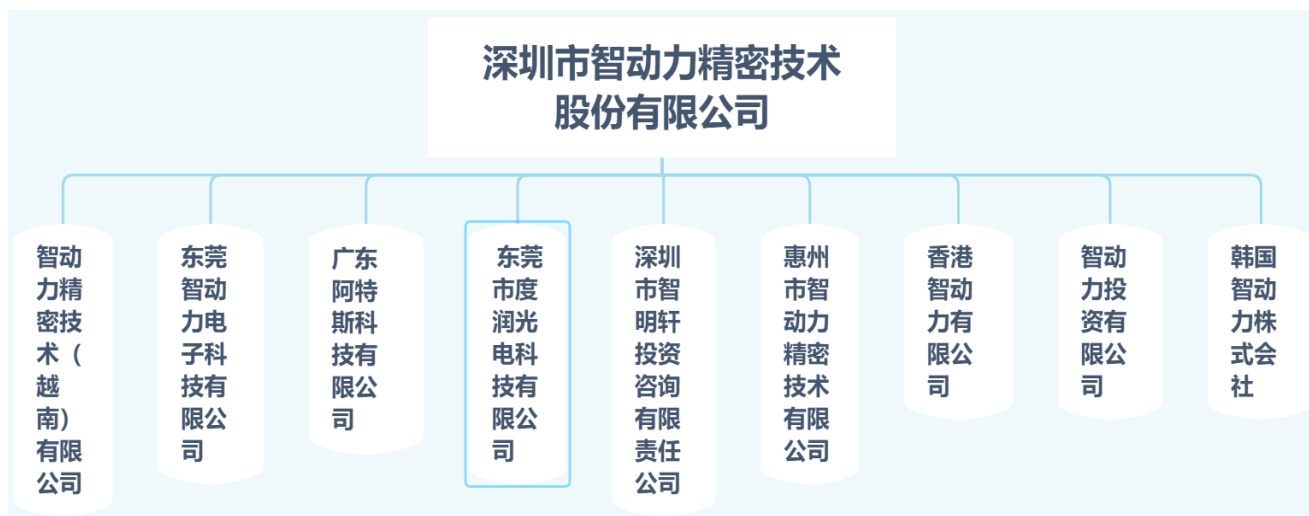 深圳市智动力精密技术
股份有限公司
智动
力精
密技
术（
越
南）
有限
公司
东莞
智动
力电
子科
技有
限公
司
广东
阿特
斯科
技有
限公
司
东莞
市度
润光
电科
技有
限公
司
深圳
市智
明轩
投资
咨询
有限
责任
公司
惠州
市智
动力
精密
技术
有限
公司
香港
智动
力有
限公
司
智动
力投
资有
限公
司
韩国
智动
力株
式会
社